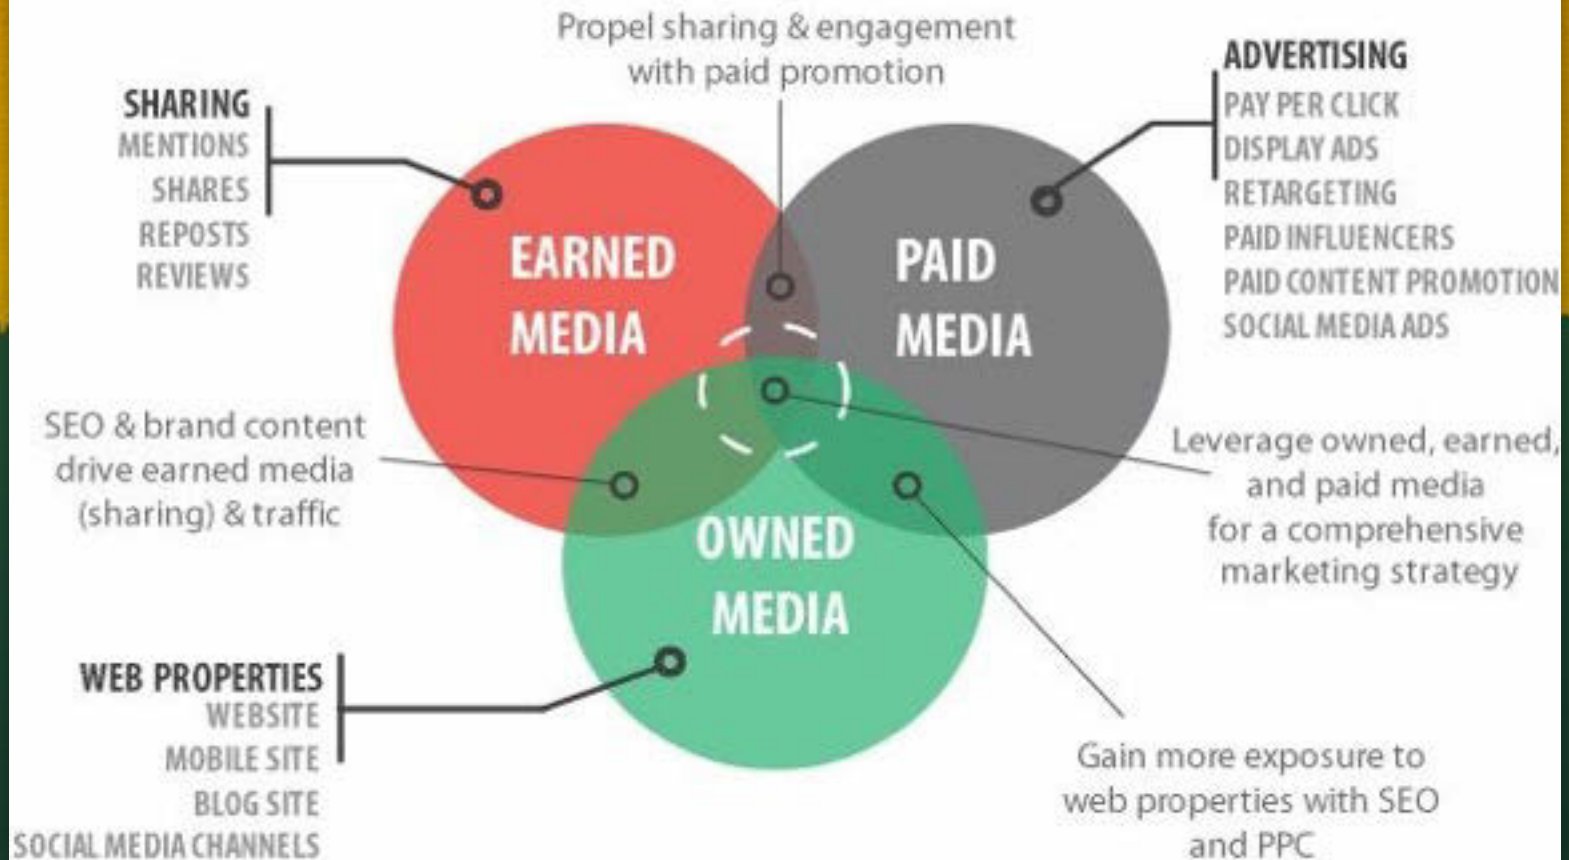 Propel sharing & engagement
with paid promotion
SHARING
MENTIONS
SHARES
REPOSTS
REVIEWS
ADVERTISING
PAY PER CLICK
DISPLAY ADS
RETARGETING
PAID INFLUENCERS
PAID CONTENT PROMOTION
SOCIAL MEDIA ADS
EARNED
MEDIA
PAID
MEDIA
SEO & brand content
drive earned media
(sharing) & traffic
Leverage owned, earned,
and paid media
for a comprehensive
marketing strategy
OWNED
MEDIA
WEB PROPERTIES
WEBSITE
MOBILE SITE
BLOG SITE
SOCIAL MEDIA CHANNELS
Gain more exposure to
web properties with SEO
and PPC